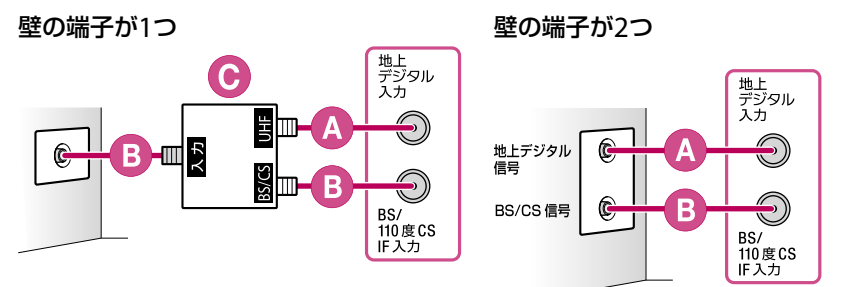 壁の端子が1つ
C
B
入力
UHF
BS/CS
A
B
地上
デジタル
入力
BS/
110度CS
IF入力
壁の端子が2つ
地上デジタル
信号
BS/CS 信号
A
B
地上
デジタル
入力
BS/
110度CS
IF入力